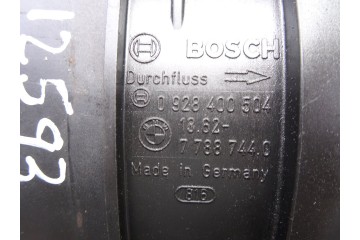 BOSCH
Durchfluss
0 928 400 504
13.62-
7 788 744.0
Made in Germany
12593